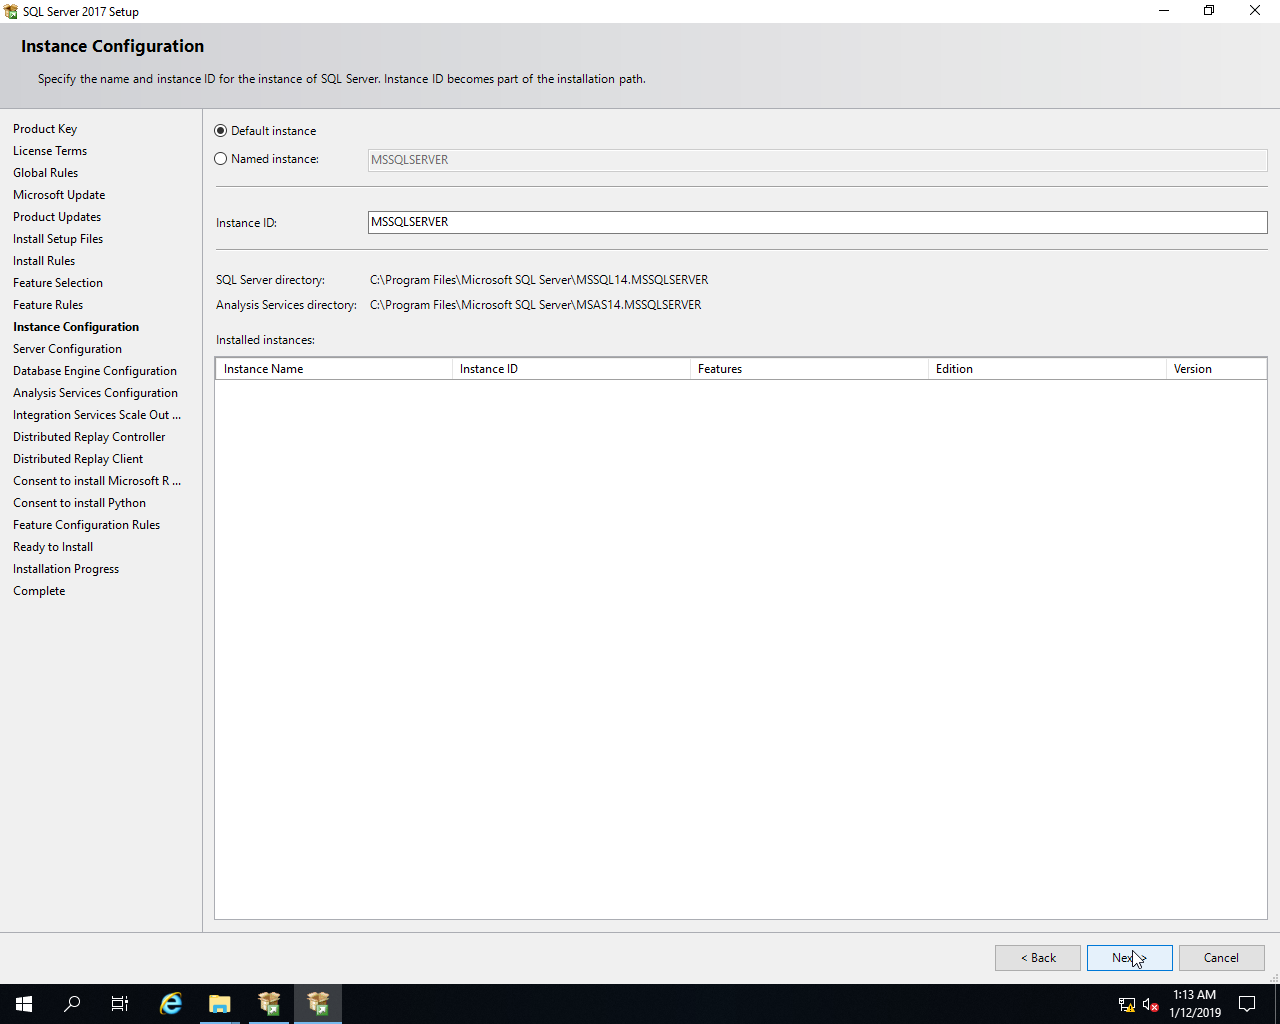 SQL Server 2017 Setup
Instance Configuration
Specify the name and instance ID for the instance of SQL Server. Instance ID becomes part of the installation path.
Product Key
License Terms
Global Rules
Microsoft Update
Product Updates
Install Setup Files
Install Rules
Feature Selection
Feature Rules
Instance Configuration
Server Configuration
Database Engine Configuration
Analysis Services Configuration
Integration Services Scale Out ...
Distributed Replay Controller
Distributed Replay Client
Consent to install Microsoft R ...
Consent to install Python
Feature Configuration Rules
Ready to Install
Installation Progress
Complete
Default instance
Named instance: MSSQLSERVER
Instance ID: MSSQLSERVER
SQL Server directory: C:\Program Files\Microsoft SQL Server\MSSQL14.MSSQLSERVER
Analysis Services directory: C:\Program Files\Microsoft SQL Server\MSAS14.MSSQLSERVER
Installed instances:
Instance Name Instance ID Features Edition Version
< Back Next > Cancel
1:13 AM
1/12/2019